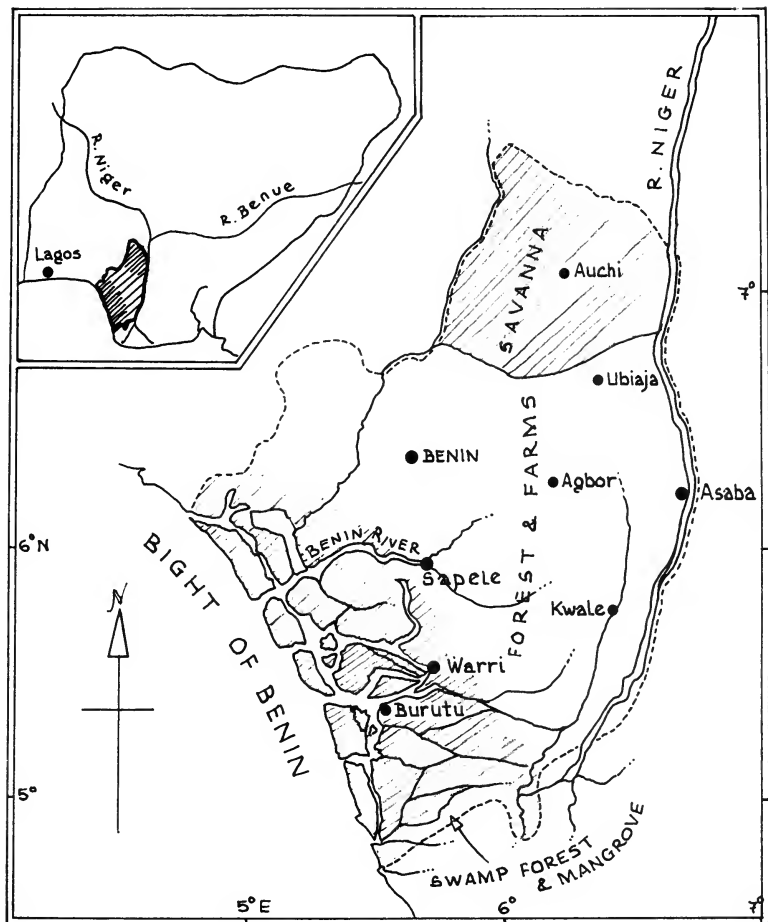 R. Niger
R. Benue
Lagos
R. NIGER
SAVANNA
Auchi
7°
Ubiaja
BENIN
FOREST & FARMS
Agbor
Asaba
6°N
BENIN RIVER
Sapele
BIGHT OF BENIN
N
Kwale
Warri
Burutu
5°
SWAMP FOREST
& MANGROVE
5°E
6°
7°